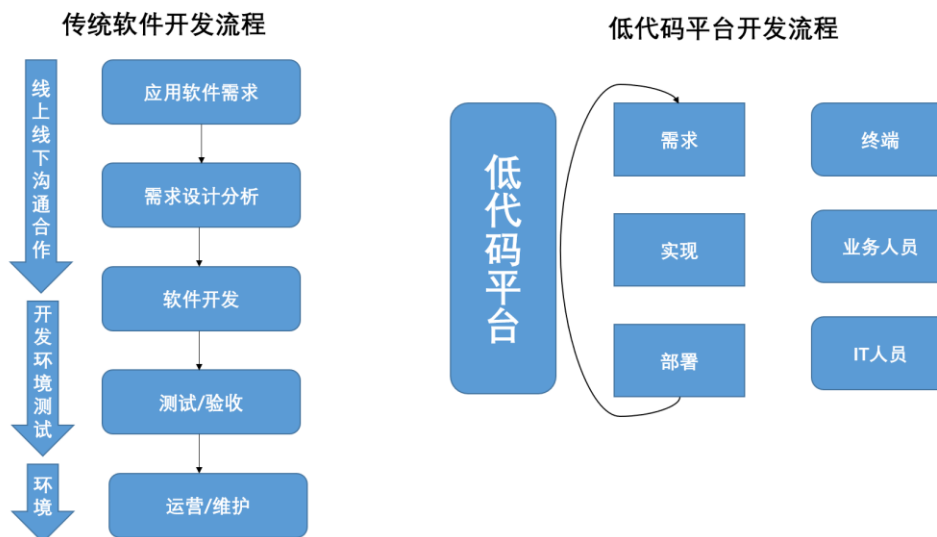 传统软件开发流程
线上线下沟通合作
开发环境测试
环境
应用软件需求
需求设计分析
软件开发
测试/验收
运营/维护
低代码平台开发流程
低代码平台
需求
实现
部署
终端
业务人员
IT人员